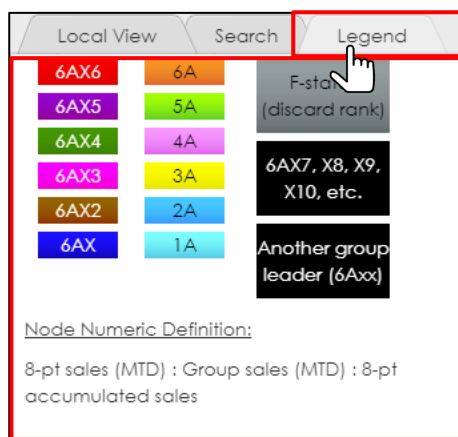 Local View Search Legend
6AX6 6A
6AX5 5A
6AX4 4A
6AX3 3A
6AX2 2A
6AX 1A
(discard rank)
6AX7, X8, X9,
X10, etc.
Another group
leader (6Axx)
Node Numeric Definition:
8-pt sales (MTD) : Group sales (MTD) : 8-pt
accumulated sales